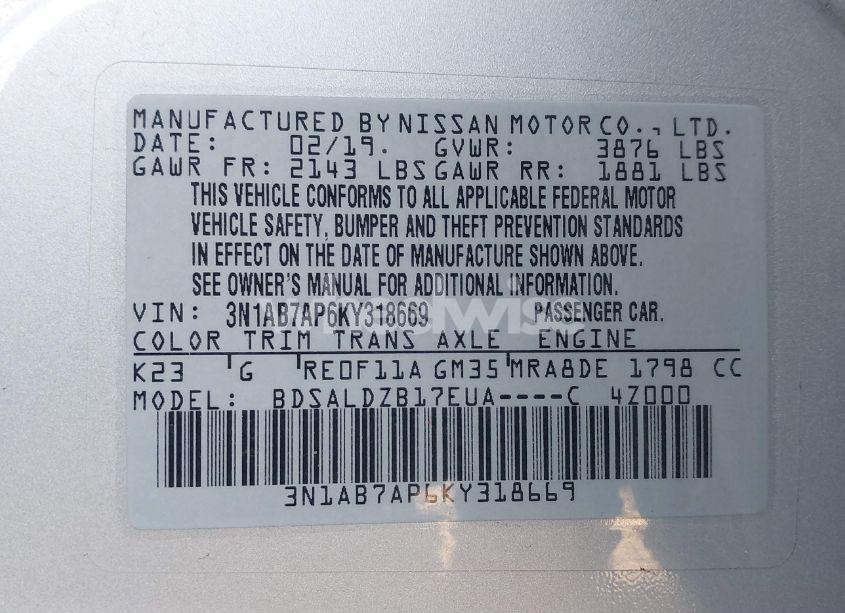 MANUFACTURED BY NISSAN MOTOR CO., LTD.
DATE: 02/19. GVWR: 3876 LBS
GAWR FR: 2143 LBS GAWR RR: 1881 LBS
THIS VEHICLE CONFORMS TO ALL APPLICABLE FEDERAL MOTOR
VEHICLE SAFETY, BUMPER AND THEFT PREVENTION STANDARDS
IN EFFECT ON THE DATE OF MANUFACTURE SHOWN ABOVE.
SEE OWNER'S MANUAL FOR ADDITIONAL INFORMATION.
VIN: 3N1AB7AP6KY318669 PASSENGER CAR.
COLOR TRIM TRANS AXLE ENGINE
K23 G RE0F11A GM35 MRA8DE 1798 CC
MODEL: BDSALDZB17EUA----C 4Z000
3N1AB7AP6KY318669